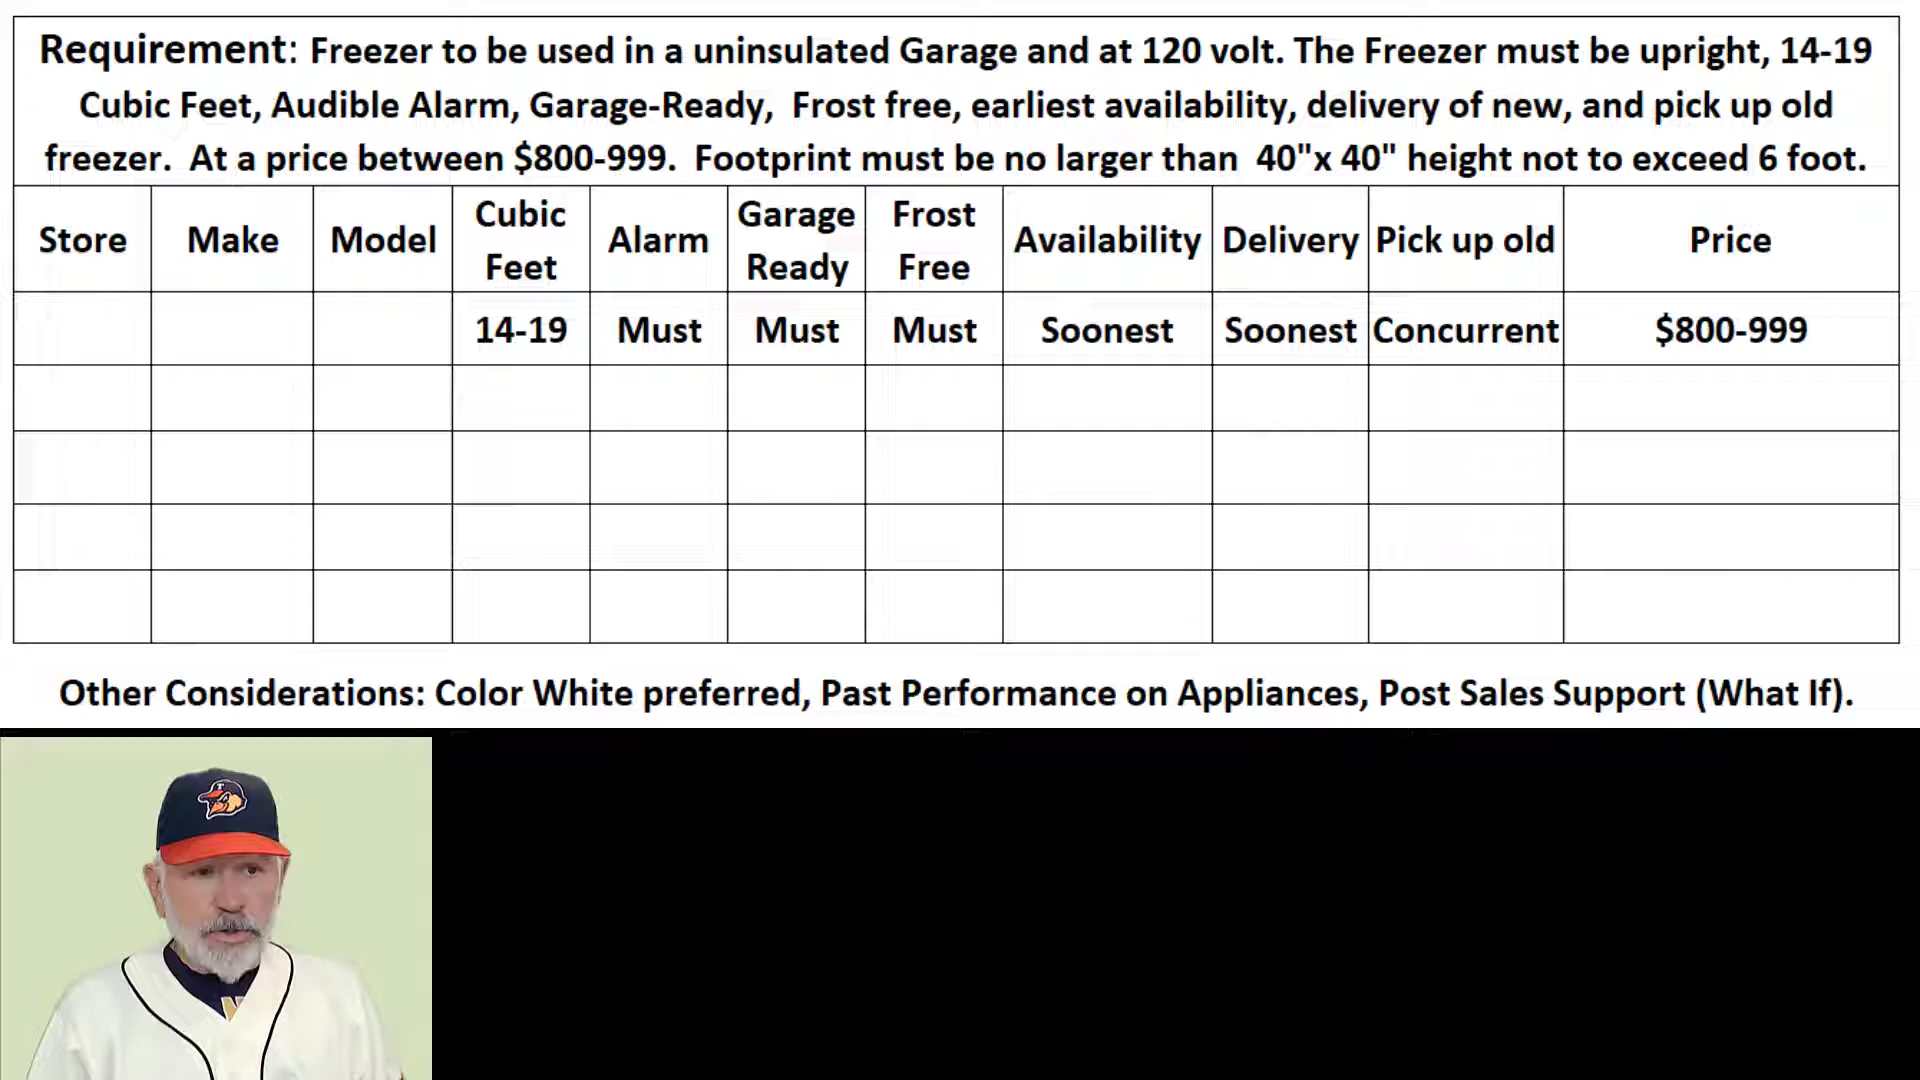 Requirement: Freezer to be used in a uninsulated Garage and at 120 volt. The Freezer must be upright, 14-19
Cubic Feet, Audible Alarm, Garage-Ready, Frost free, earliest availability, delivery of new, and pick up old
freezer. At a price between $800-999. Footprint must be no larger than 40"x 40" height not to exceed 6 foot.
Store Make Model Cubic Feet Alarm Garage Ready Frost Free Availability Delivery Pick up old Price
14-19 Must Must Must Soonest Soonest Concurrent $800-999
Other Considerations: Color White preferred, Past Performance on Appliances, Post Sales Support (What If).
T